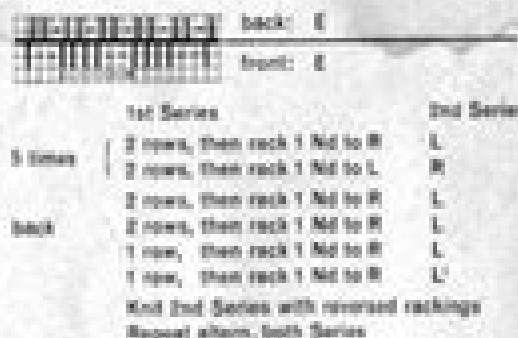 back: E
front: E
1st Series 2nd Series
5 times
2 rows, then rack 1 Nd to R L
2 rows, then rack 1 Nd to L R
back
2 rows, then rack 1 Nd to R L
2 rows, then rack 1 Nd to R L
1 row, then rack 1 Nd to R L
1 row, then rack 1 Nd to R
Knit 2nd Series with reversed rackings
Repeat altern. both Series